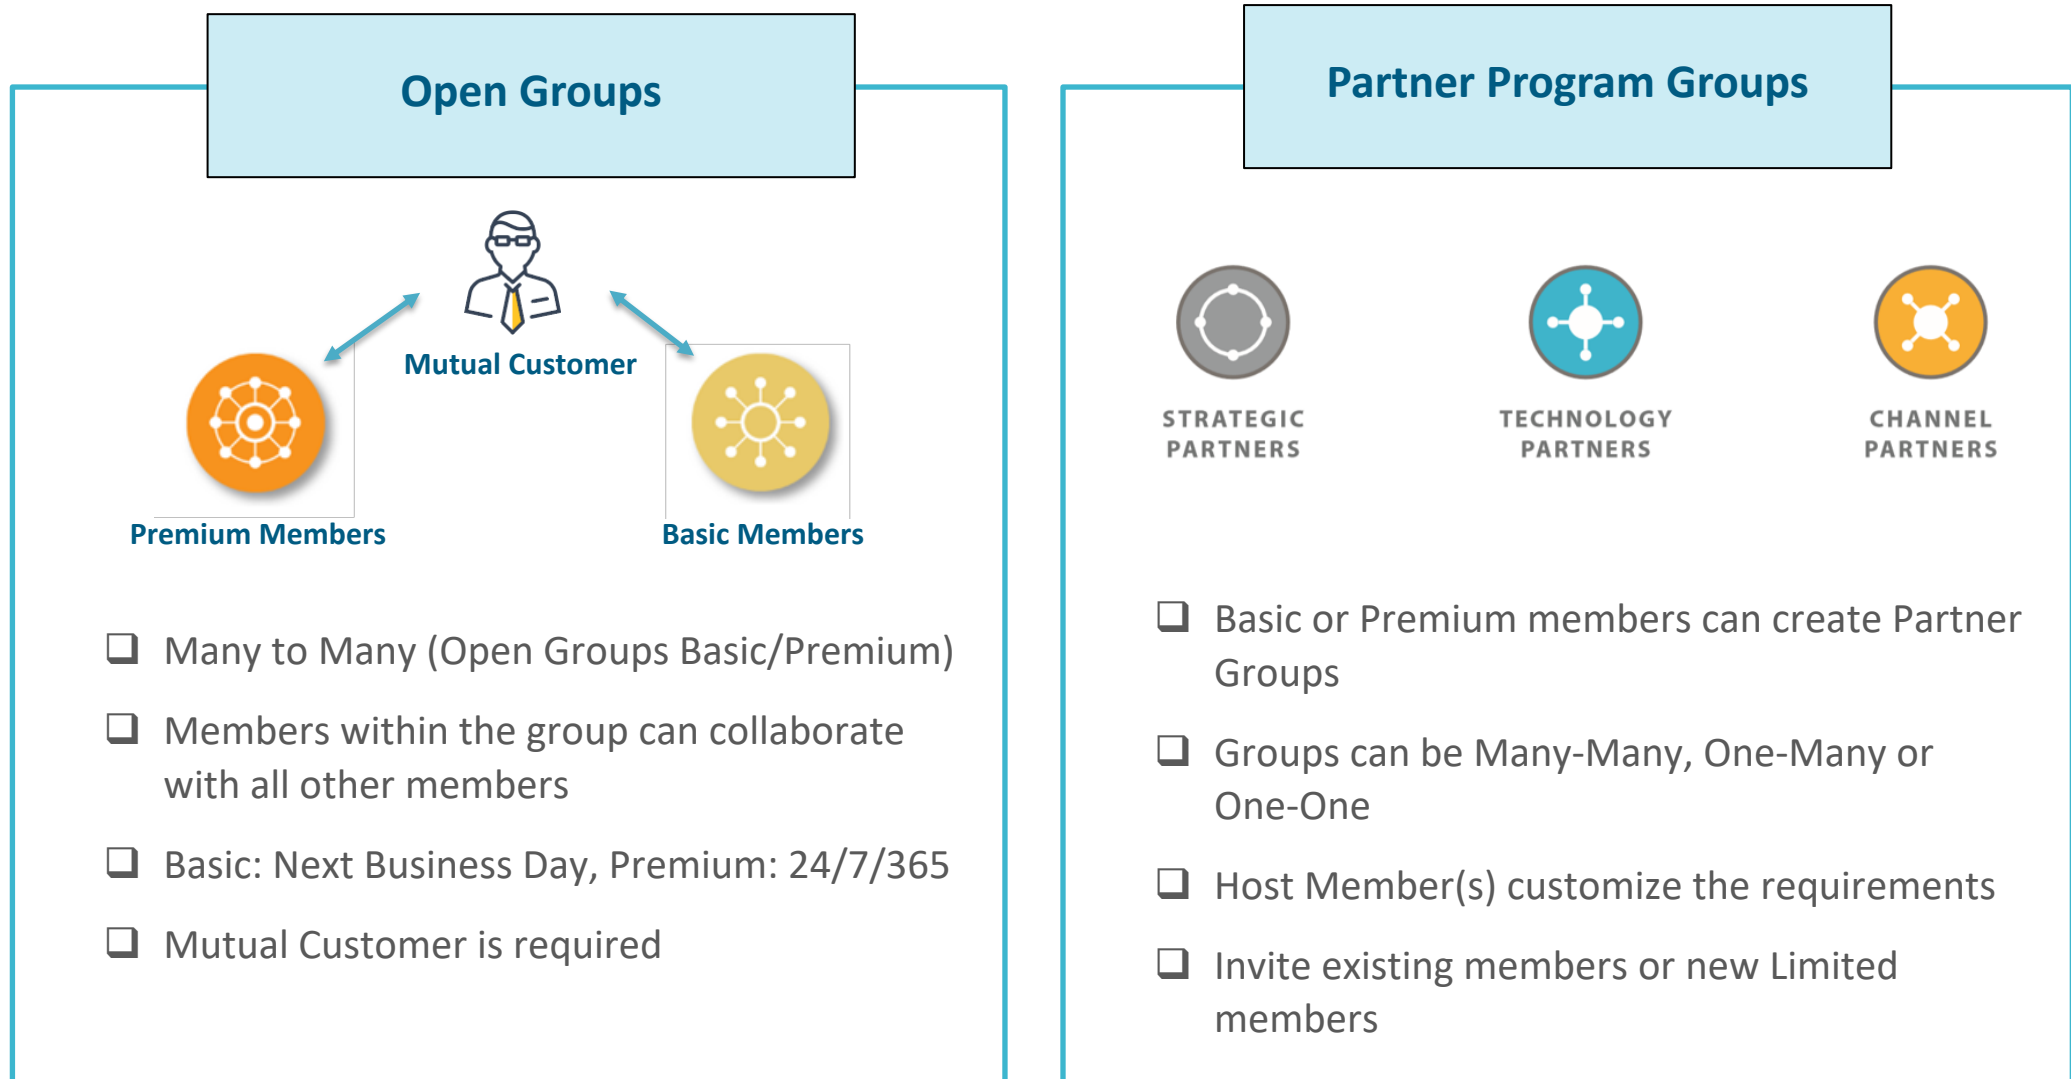 Open Groups
Mutual Customer
Premium Members
Basic Members
Many to Many (Open Groups Basic/Premium)
Members within the group can collaborate
with all other members
Basic: Next Business Day, Premium: 24/7/365
Mutual Customer is required
Partner Program Groups
STRATEGIC
PARTNERS
TECHNOLOGY
PARTNERS
CHANNEL
PARTNERS
Basic or Premium members can create Partner
Groups
Groups can be Many-Many, One-Many or
One-One
Host Member(s) customize the requirements
Invite existing members or new Limited
members